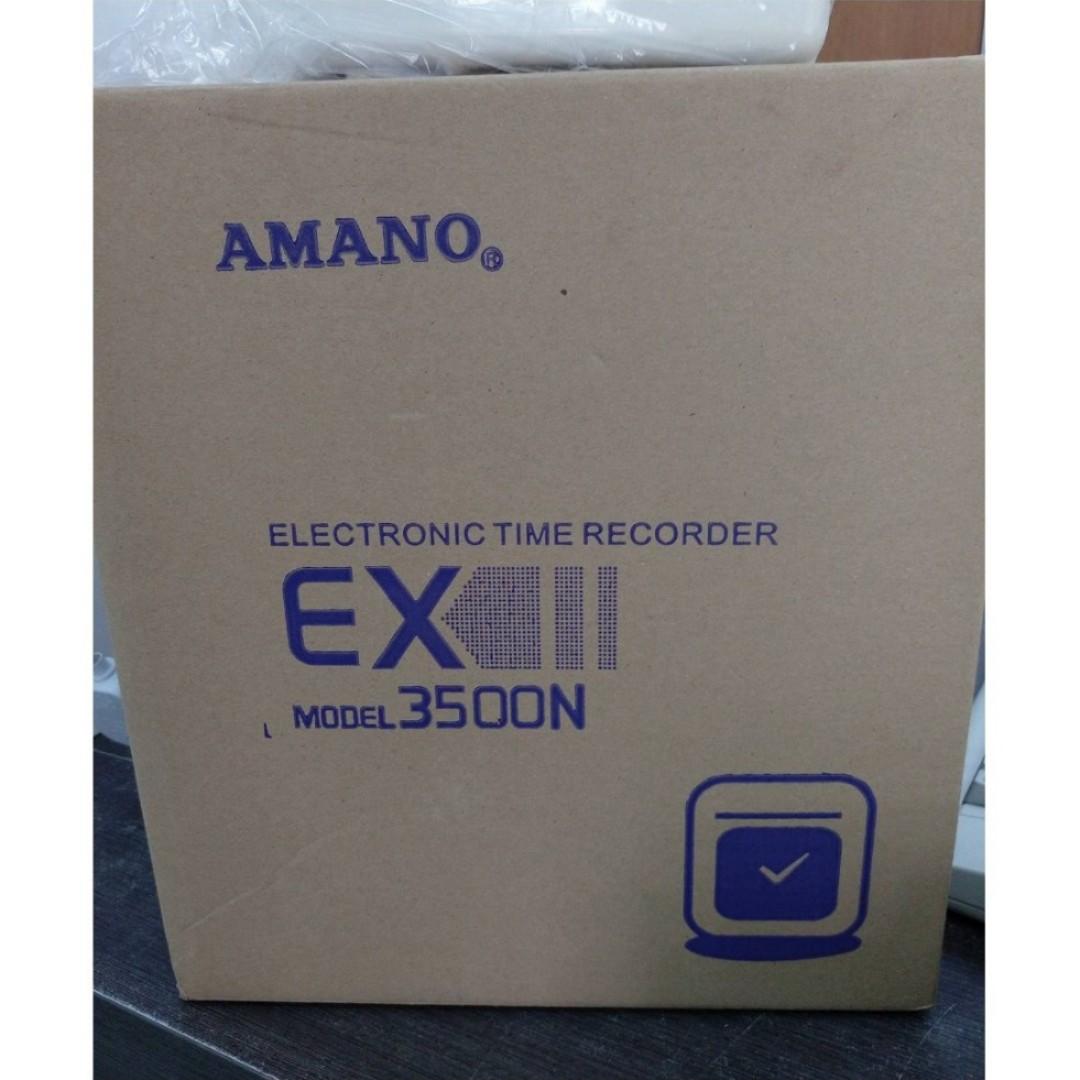 AMANO®
ELECTRONIC TIME RECORDER
EX
MODEL 3500N